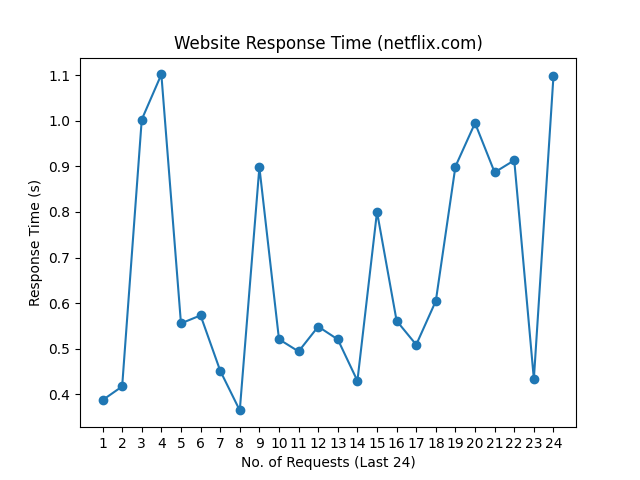 Website Response Time (netflix.com)
Response Time (s)
1.1
1.0
0.9
0.8
0.7
0.6
0.5
0.4
1 2 3 4 5 6 7 8 9 10 11 12 13 14 15 16 17 18 19 20 21 22 23 24
No. of Requests (Last 24)